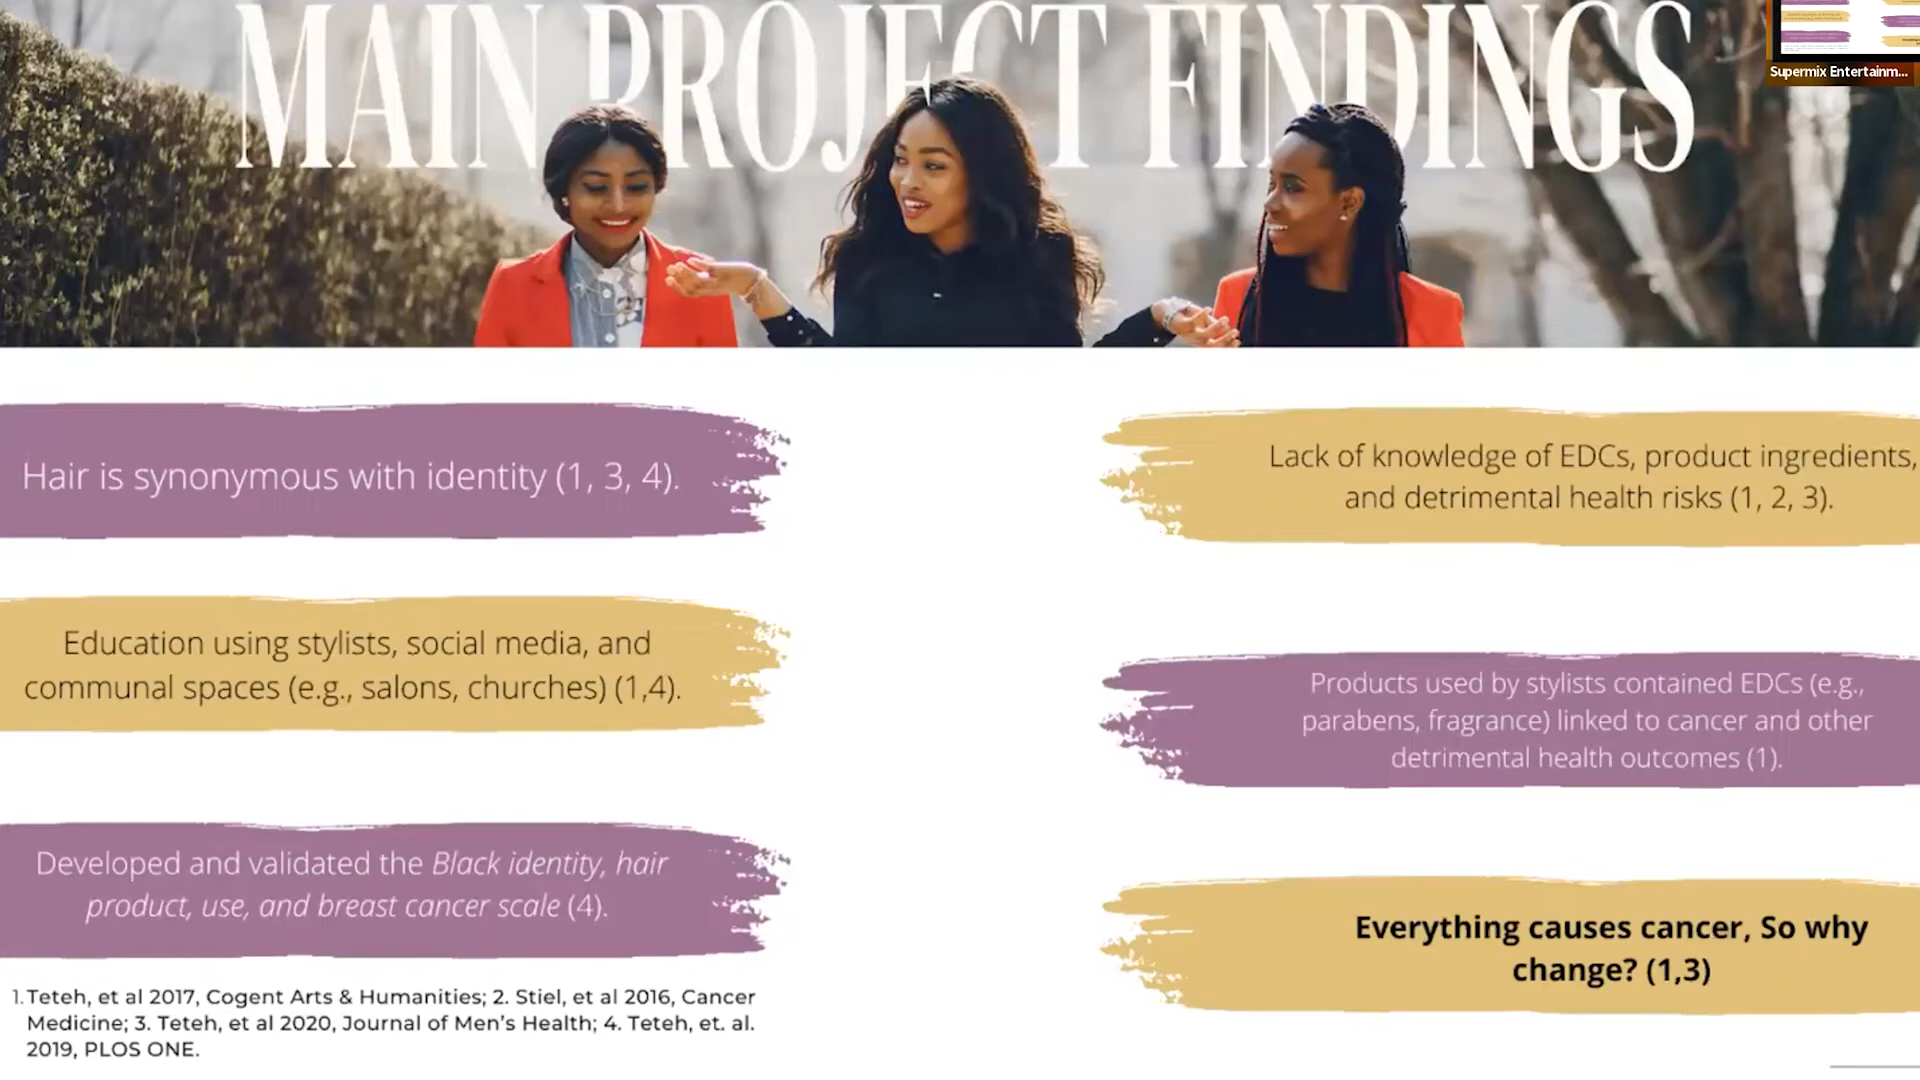 MAIN PROJECT FINDINGS
Supermix Entertainm...
Hair is synonymous with identity (1, 3, 4).
Lack of knowledge of EDCs, product ingredients,
and detrimental health risks (1, 2, 3).
Education using stylists, social media, and
communal spaces (e.g., salons, churches) (1,4).
Products used by stylists contained EDCs (e.g.,
parabens, fragrance) linked to cancer and other
detrimental health outcomes (1).
Developed and validated the Black identity, hair
product, use, and breast cancer scale (4).
Everything causes cancer, So why
change? (1,3)
1. Teteh, et al 2017, Cogent Arts & Humanities; 2. Stiel, et al 2016, Cancer
Medicine; 3. Teteh, et al 2020, Journal of Men's Health; 4. Teteh, et. al.
2019, PLOS ONE.